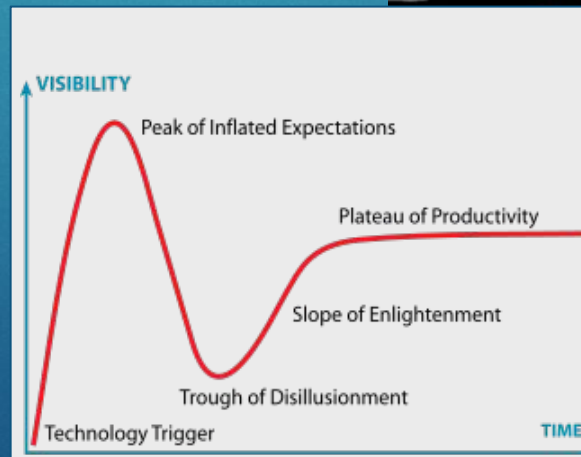 VISIBILITY
Peak of Inflated Expectations
Plateau of Productivity
Slope of Enlightenment
Trough of Disillusionment
Technology Trigger
TIME